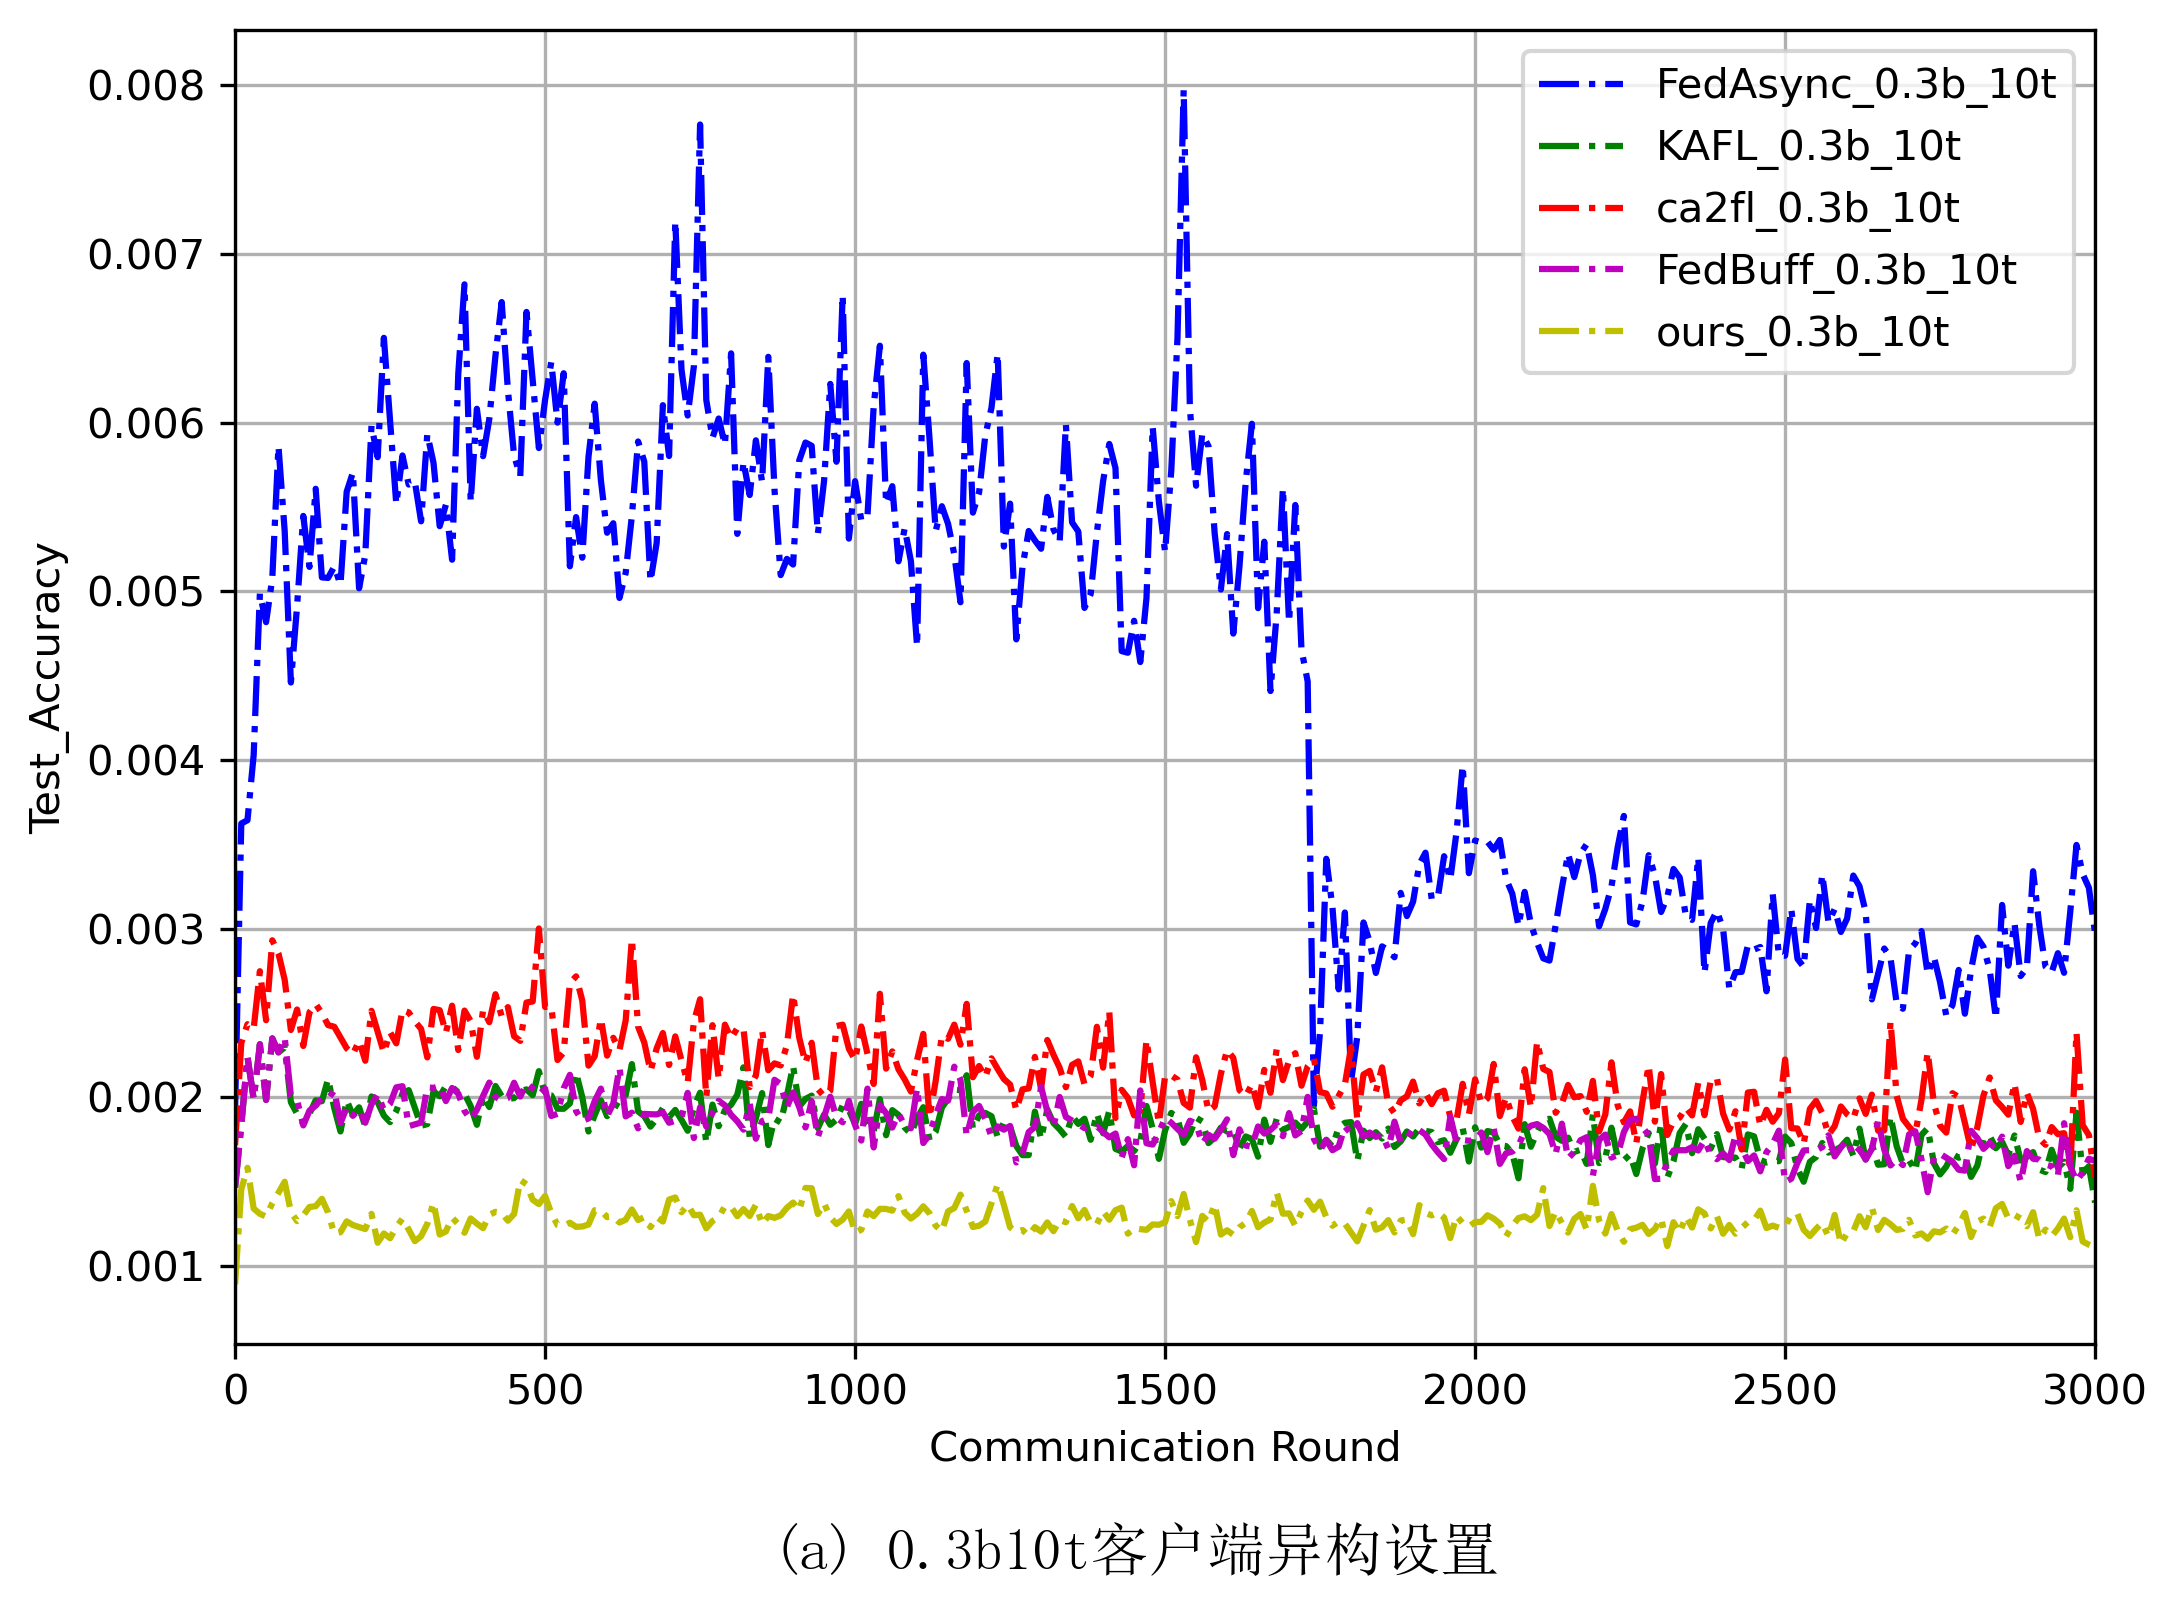 0.008
0.007
0.006
0.005
0.004
0.003
0.002
0.001
Test_Accuracy
FedAsync_0.3b_10t
KAFL_0.3b_10t
ca2fl_0.3b_10t
FedBuff_0.3b_10t
ours_0.3b_10t
0 500 1000 1500 2000 2500 3000
Communication Round
(a) 0.3b10t客户端异构设置